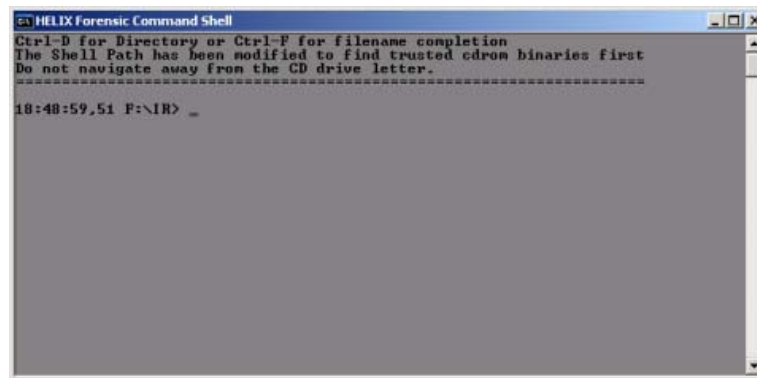 HELIX Forensic Command Shell
Ctrl-D for Directory or Ctrl-F for filename completion
The Shell Path has been modified to find trusted cdrom binaries first
Do not navigate away from the CD drive letter.
=======================================================================
18:48:59,51 F:\IR> _